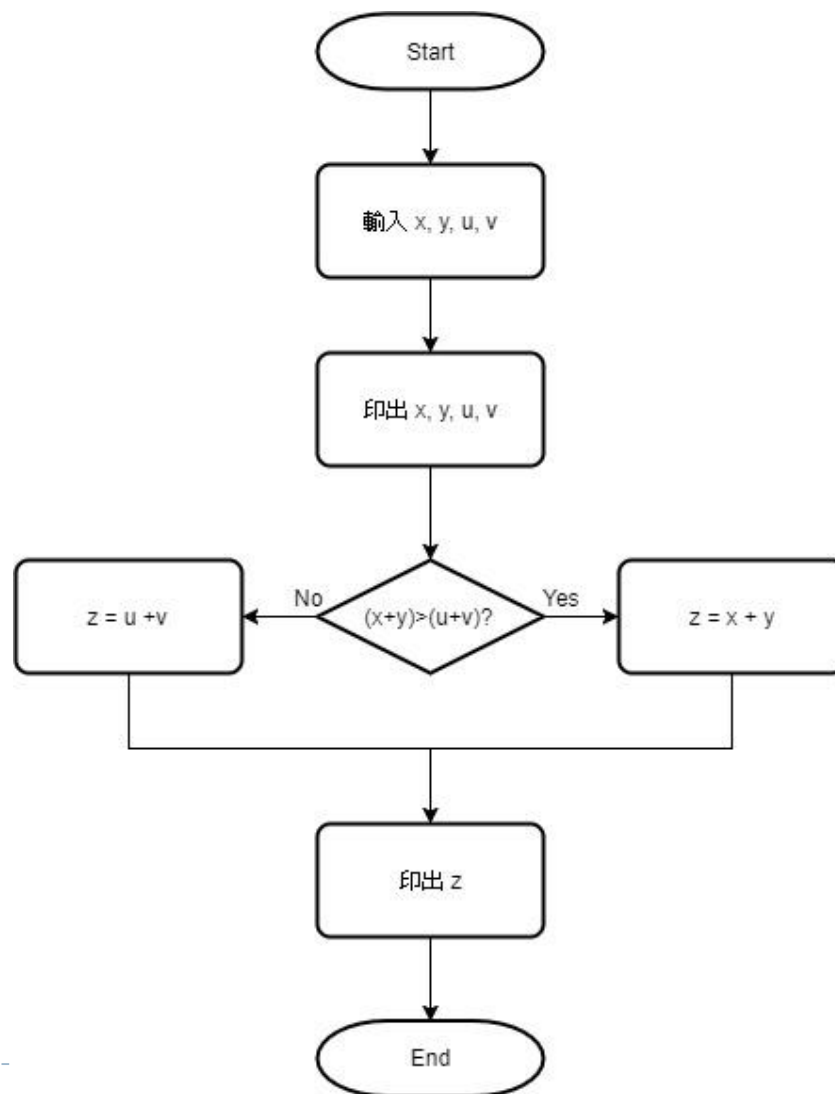 Start
輸入 x, y, u, v
印出 x, y, u, v
No
(x+y)>(u+v)?
Yes
z = u +v
z = x + y
印出 z
End